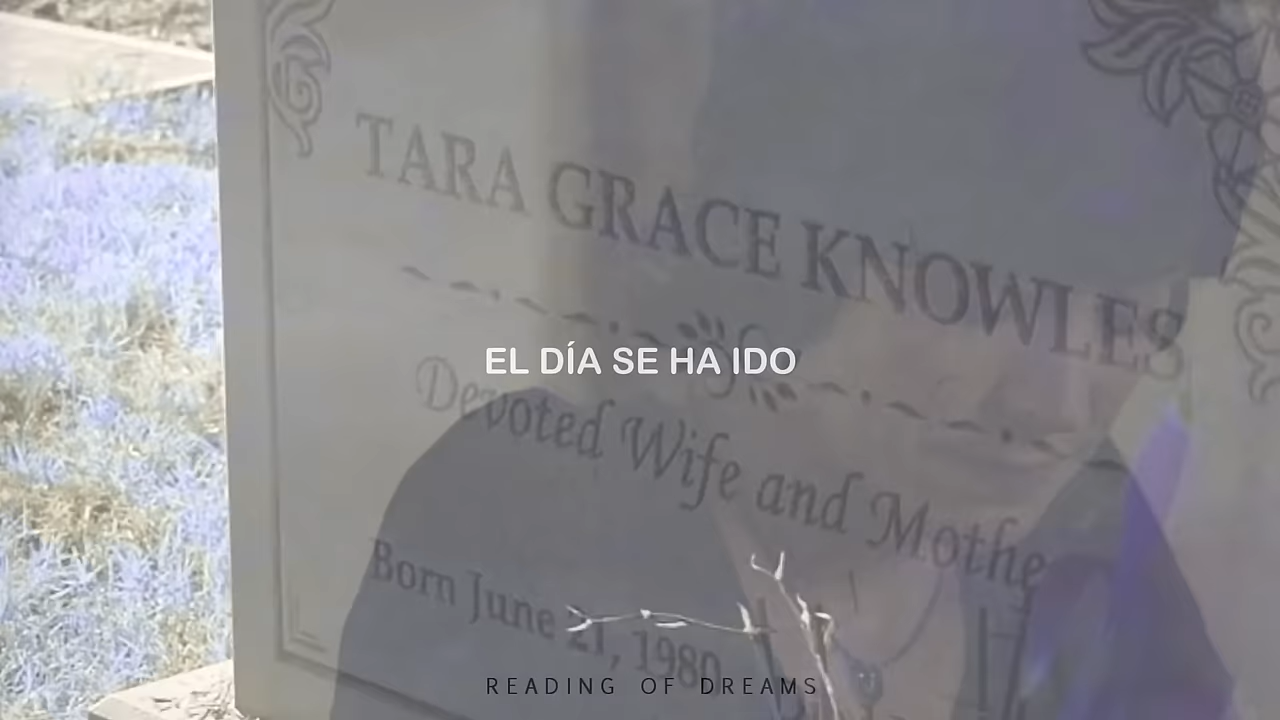 TARA GRACE KNOWLES
EL DÍA SE HA IDO
Devoted Wife and Mothe
Born June 21, 1980
READING OF DREAMS